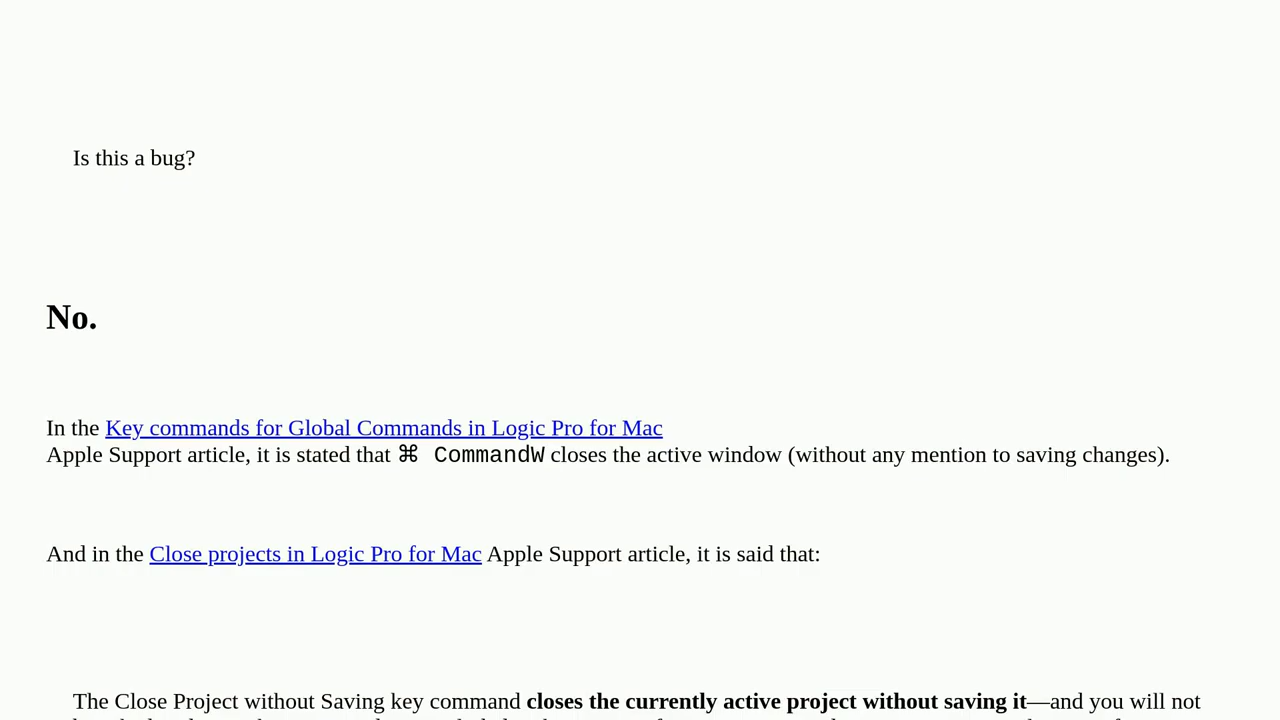 Is this a bug?
No.
In the Key commands for Global Commands in Logic Pro for Mac
Apple Support article, it is stated that ⌘ CommandW closes the active window (without any mention to saving changes).
And in the Close projects in Logic Pro for Mac Apple Support article, it is said that:
The Close Project without Saving key command closes the currently active project without saving it—and you will not